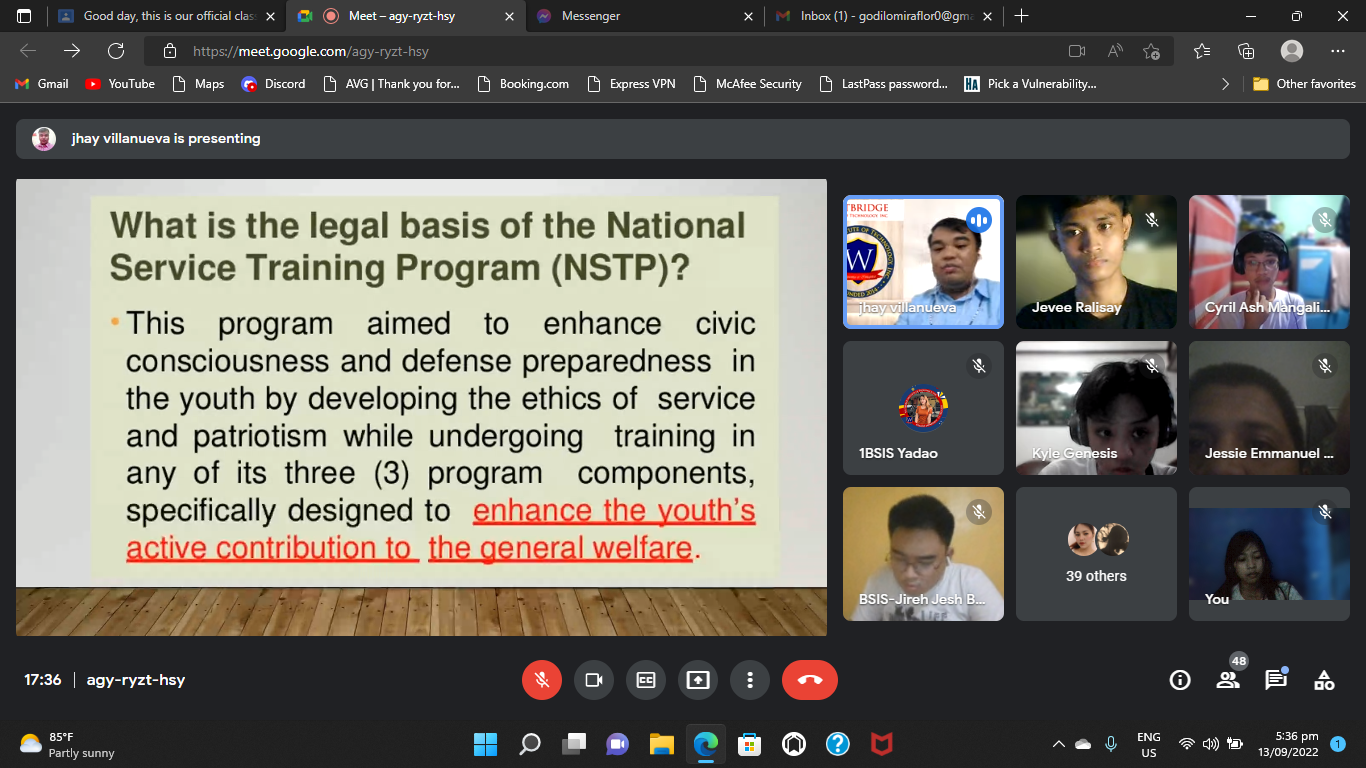 Good day, this is our official clas
Meet – agy-ryzt-hsy
Messenger
Inbox (1) - godilomiraflor0@gma
https://meet.google.com/agy-ryzt-hsy
Gmail
YouTube
Maps
Discord
AVG | Thank you for...
Booking.com
Express VPN
McAfee Security
LastPass password...
HA
Pick a Vulnerability...
Other favorites
jhay villanueva is presenting
What is the legal basis of the National
Service Training Program (NSTP)?
• This program aimed to enhance civic
consciousness and defense preparedness in
the youth by developing the ethics of service
and patriotism while undergoing training in
any of its three (3) program components,
specifically designed to enhance the youth's
active contribution to the general welfare.
TBRIDGE
OF TECHNOLOGY INC.
W
jhay villanueva
Jevee Ralisay
Cyril Ash Mangali...
1BSIS Yadao
Kyle Genesis
Jessie Emmanuel ...
BSIS-Jireh Jesh B...
39 others
You
17:36 | agy-ryzt-hsy
48
85°F
Partly sunny
ENG
US
5:36 pm
13/09/2022
1